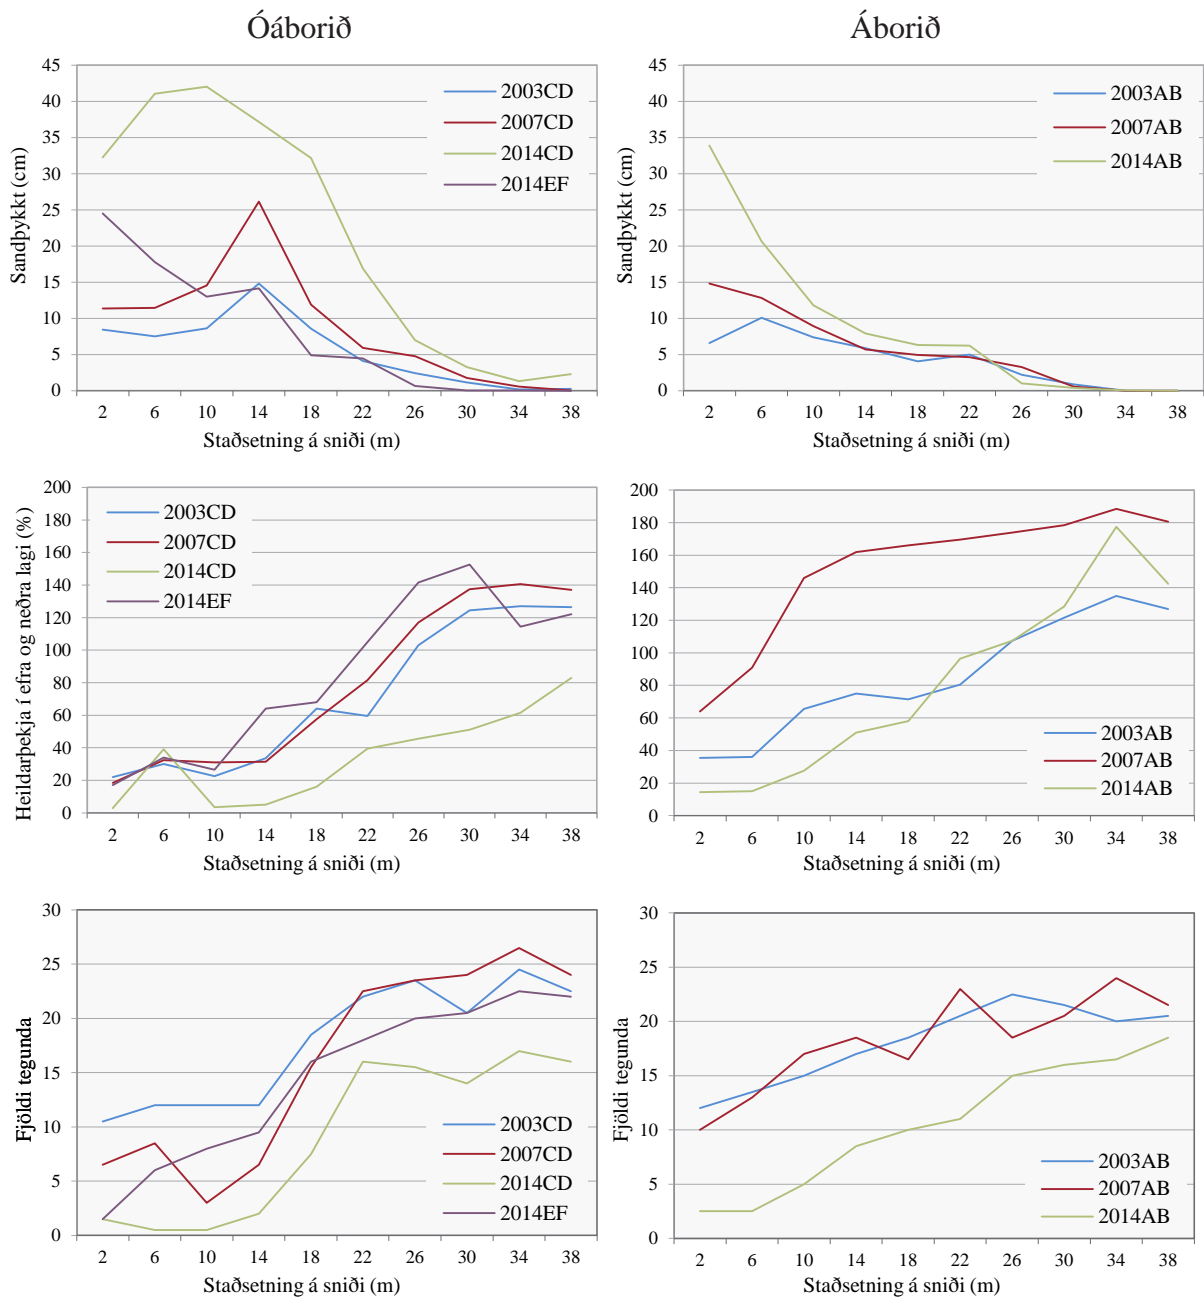 Óáborið
Áborið
Sandþykkt (cm)
45
40
35
30
25
20
15
10
5
0
2003CD
2007CD
2014CD
2014EF
2 6 10 14 18 22 26 30 34 38
Staðsetning á sniði (m)
Sandþykkt (cm)
45
40
35
30
25
20
15
10
5
0
2003AB
2007AB
2014AB
2 6 10 14 18 22 26 30 34 38
Staðsetning á sniði (m)
Heildarþekja í efra og neðra lagi (%)
200
180
160
140
120
100
80
60
40
20
0
2003CD
2007CD
2014CD
2014EF
2 6 10 14 18 22 26 30 34 38
Staðsetning á sniði (m)
200
180
160
140
120
100
80
60
40
20
0
2003AB
2007AB
2014AB
2 6 10 14 18 22 26 30 34 38
Staðsetning á sniði (m)
Fjöldi tegunda
30
25
20
15
10
5
0
2003CD
2007CD
2014CD
2014EF
2 6 10 14 18 22 26 30 34 38
Staðsetning á sniði (m)
Fjöldi tegunda
30
25
20
15
10
5
0
2003AB
2007AB
2014AB
2 6 10 14 18 22 26 30 34 38
Staðsetning á sniði (m)